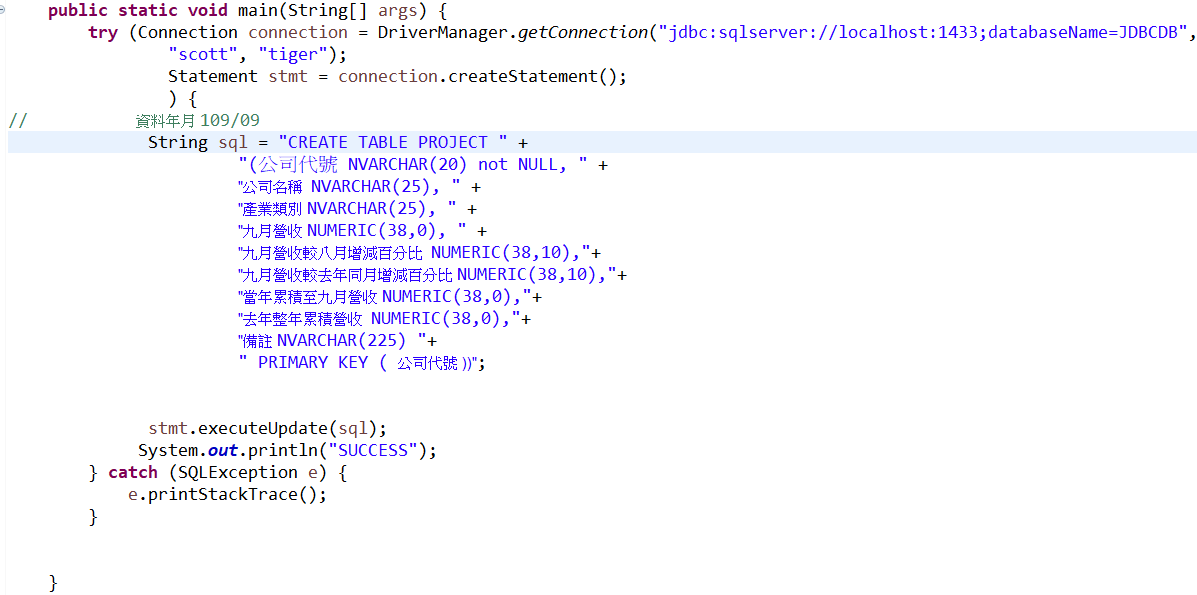 public static void main(String[] args) {
try (Connection connection = DriverManager.getConnection("jdbc:sqlserver://localhost:1433;databaseName=JDBCDB",
"scott", "tiger");
Statement stmt = connection.createStatement();
) {
// 資料年月 109/09
String sql = "CREATE TABLE PROJECT " +
"(公司代號 NVARCHAR(20) not NULL, " +
"公司名稱 NVARCHAR(25), " +
"產業類別 NVARCHAR(25), " +
"九月營收 NUMERIC(38,0), " +
"九月營收較八月增減百分比 NUMERIC(38,10),"+
"九月營收較去年同月增減百分比 NUMERIC(38,10),"+
"當年累積至九月營收 NUMERIC(38,0),"+
"去年整年累積營收 NUMERIC(38,0),"+
"備註 NVARCHAR(225) "+
" PRIMARY KEY ( 公司代號 ))";
stmt.executeUpdate(sql);
System.out.println("SUCCESS");
} catch (SQLException e) {
e.printStackTrace();
}
}